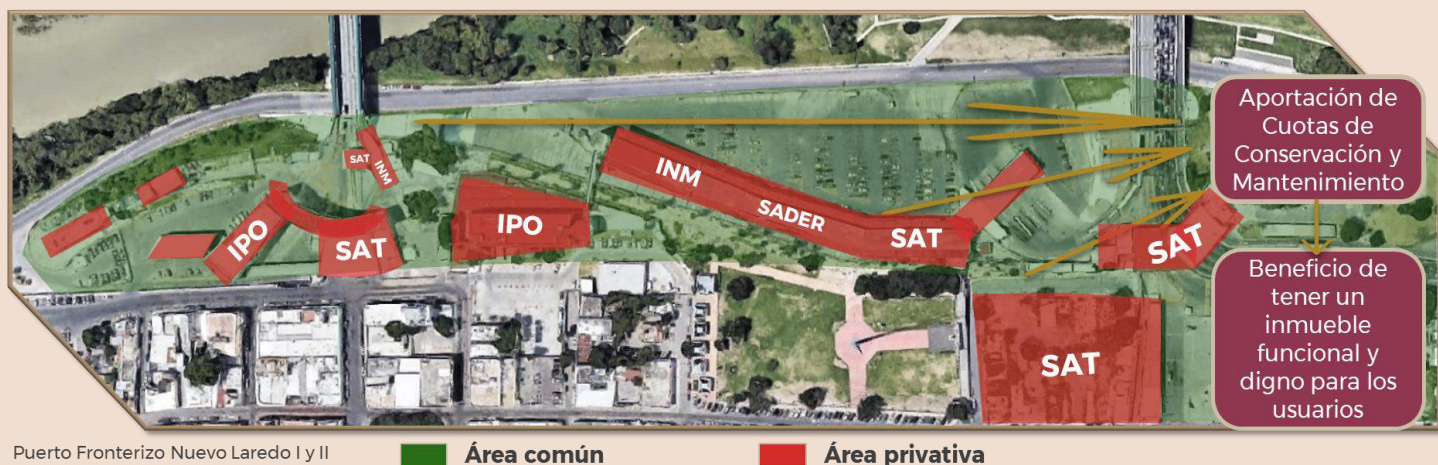 SAT
INM
IPO
SAT
IPO
INM
SADER
SAT
SAT
SAT
Aportación de
Cuotas de
Conservación y
Mantenimiento
Beneficio de
tener un
inmueble
funcional y
digno para los
usuarios
Puerto Fronterizo Nuevo Laredo I y II
Área común
Área privativa